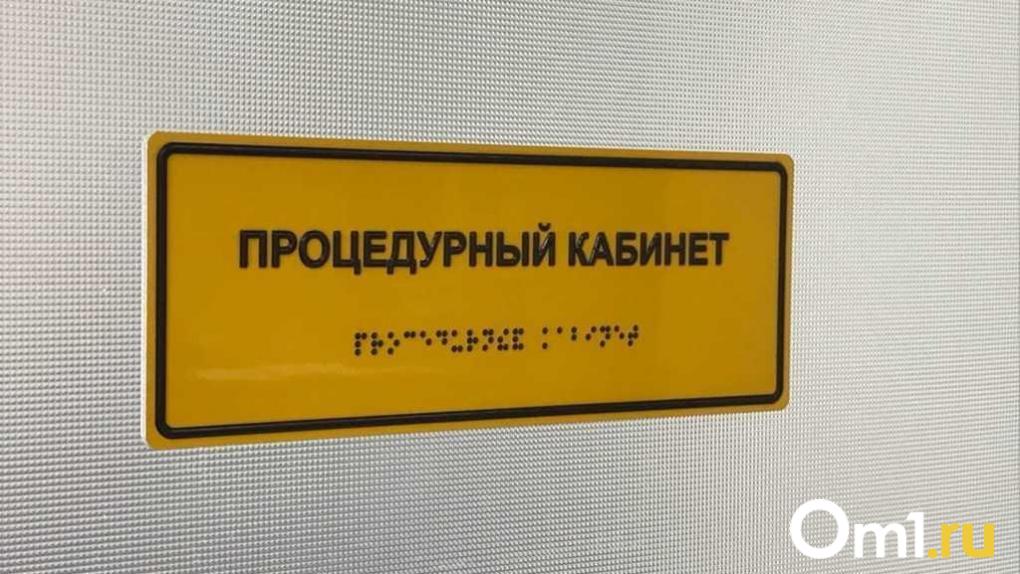 ПРОЦЕДУРНЫЙ КАБИНЕТ
⠏⠗⠕⠉⠑⠙⠥⠗⠝⠮⠯ ⠅⠁⠃⠊⠝⠑⠞
Om1.ru